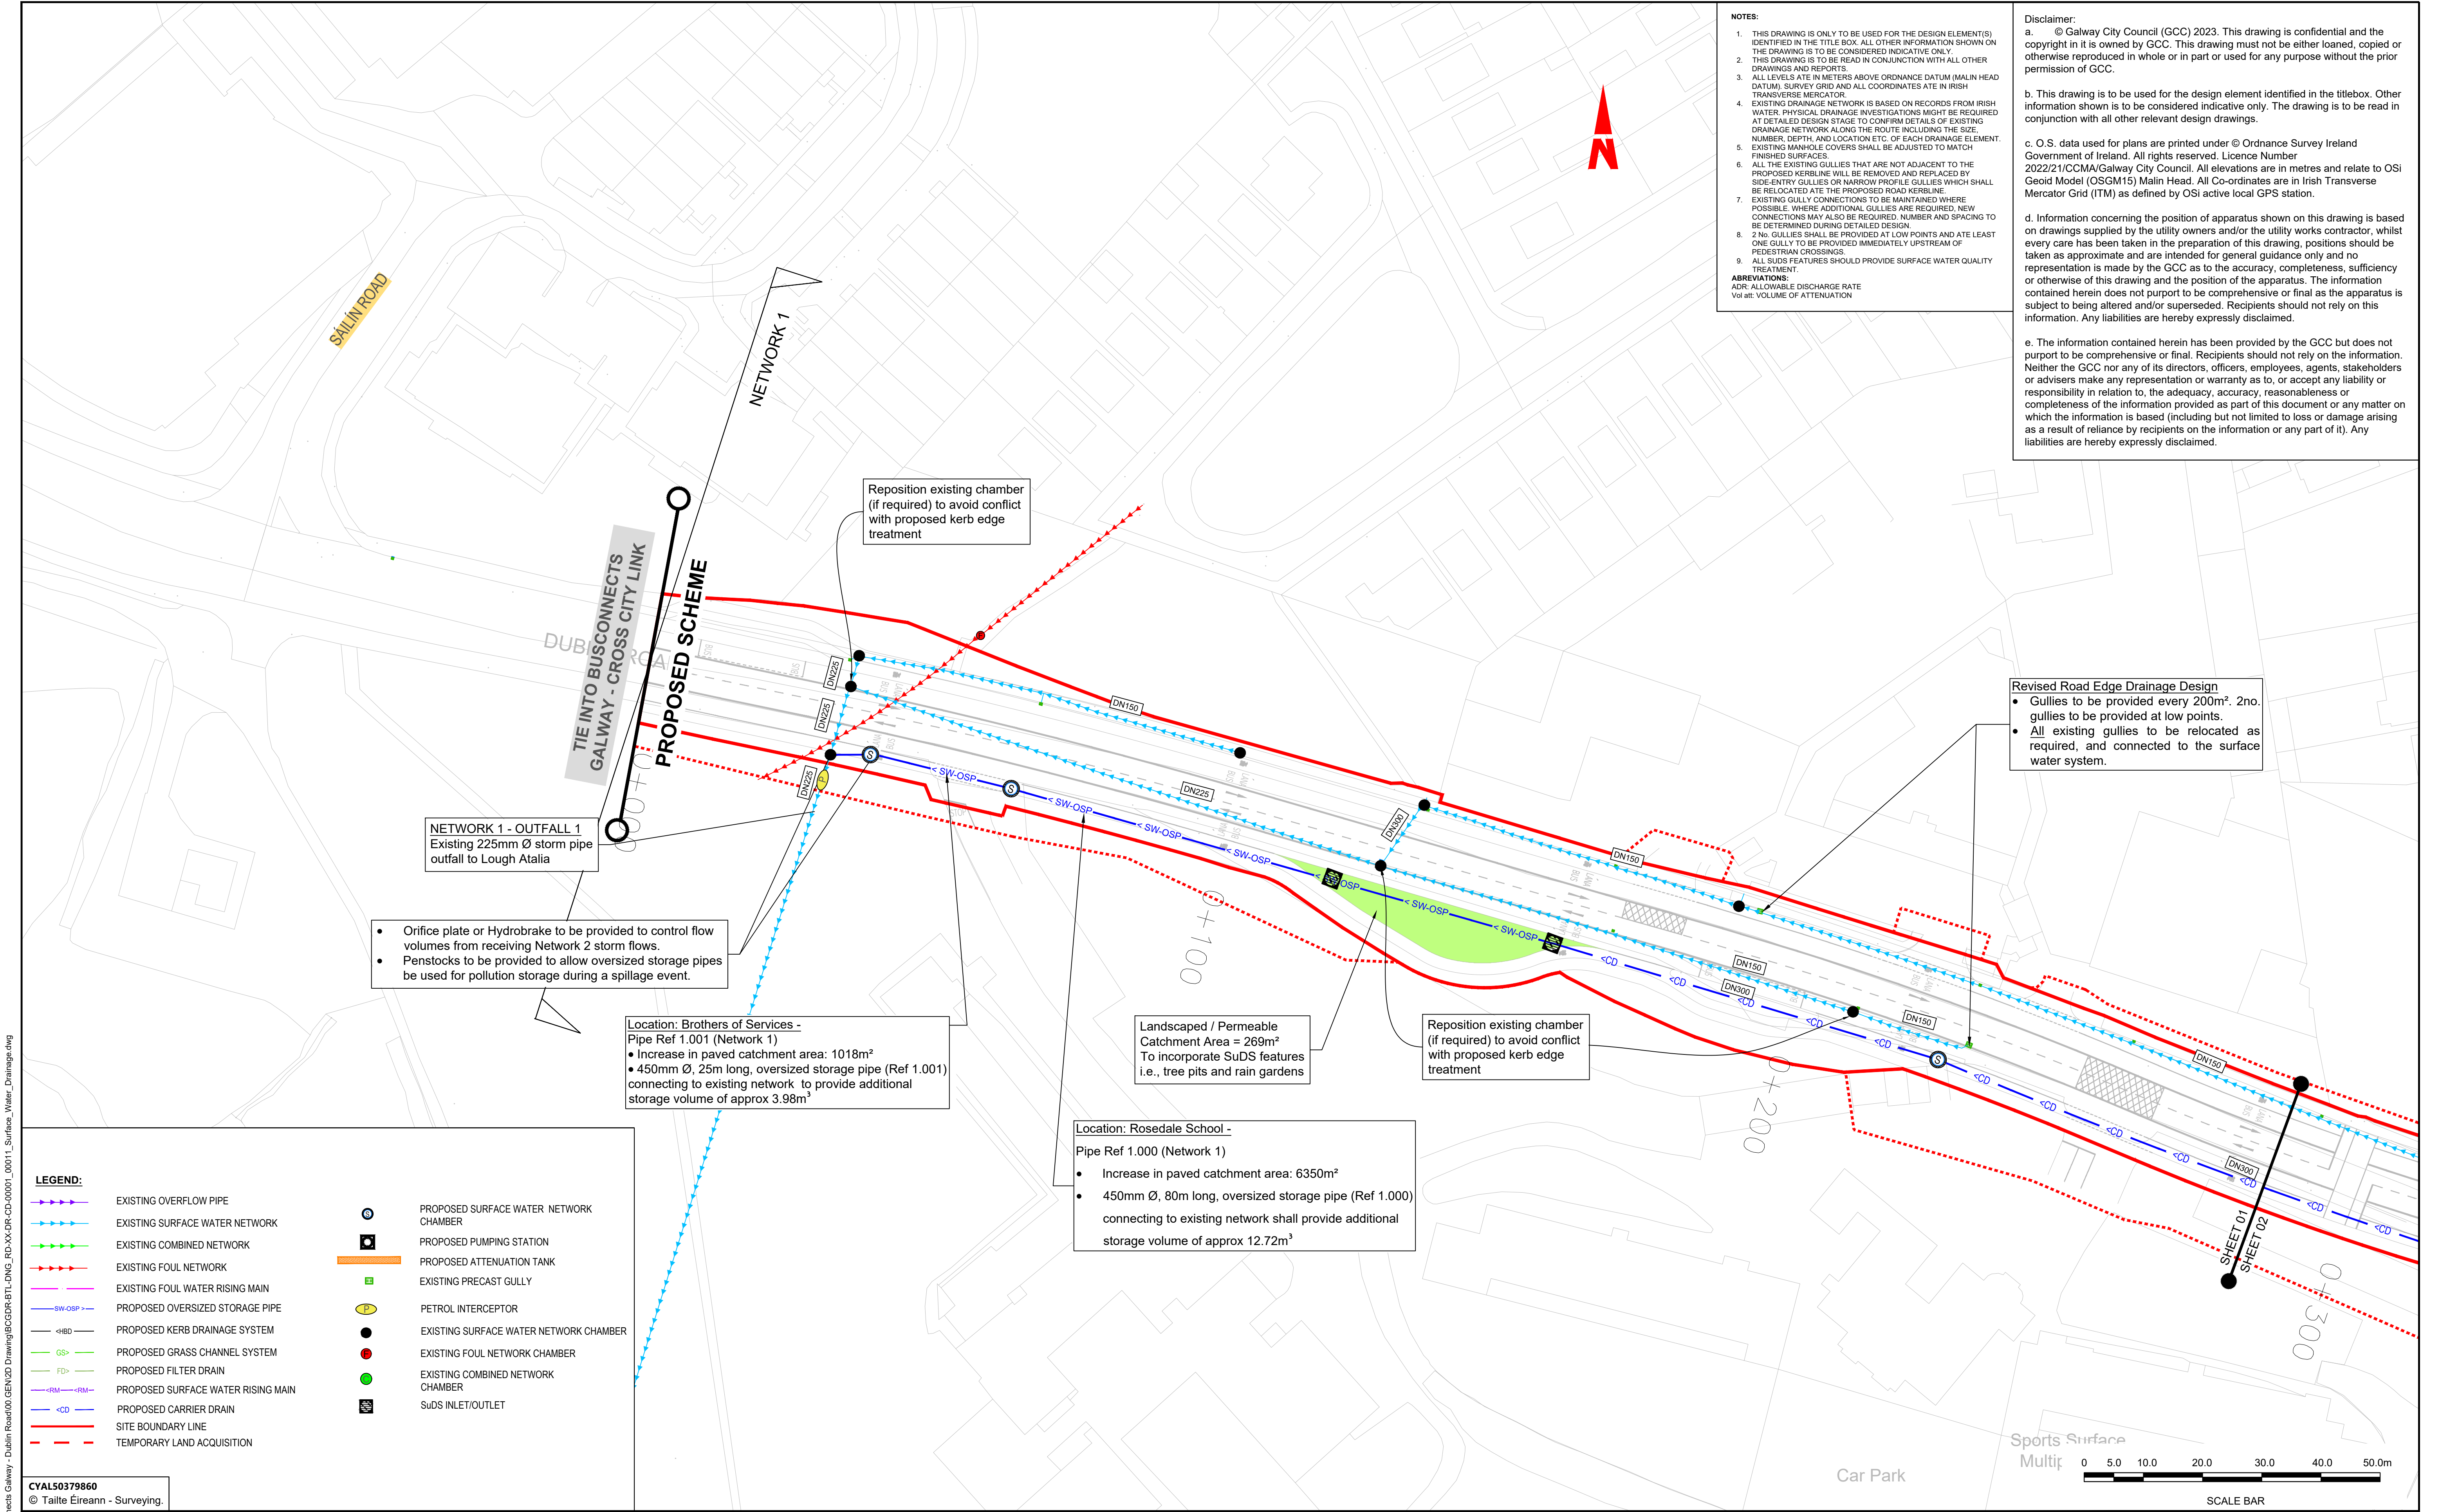 NOTES:
1. THIS DRAWING IS ONLY TO BE USED FOR THE DESIGN ELEMENT(S)
IDENTIFIED IN THE TITLE BOX. ALL OTHER INFORMATION SHOWN ON
THE DRAWING IS TO BE CONSIDERED INDICATIVE ONLY.
2. THIS DRAWING IS TO BE READ IN CONJUNCTION WITH ALL OTHER
DRAWINGS AND REPORTS.
3. ALL LEVELS ATE IN METERS ABOVE ORDNANCE DATUM (MALIN HEAD
DATUM). SURVEY GRID AND ALL COORDINATES ATE IN IRISH
TRANSVERSE MERCATOR.
4. EXISTING DRAINAGE NETWORK IS BASED ON RECORDS FROM IRISH
WATER. PHYSICAL DRAINAGE INVESTIGATIONS MIGHT BE REQUIRED
AT DETAILED DESIGN STAGE TO CONFIRM DETAILS OF EXISTING
DRAINAGE NETWORK ALONG THE ROUTE INCLUDING THE SIZE,
NUMBER, DEPTH, AND LOCATION ETC. OF EACH DRAINAGE ELEMENT.
5. EXISTING MANHOLE COVERS SHALL BE ADJUSTED TO MATCH
FINISHED SURFACES.
6. ALL THE EXISTING GULLIES THAT ARE NOT ADJACENT TO THE
PROPOSED KERBLINE WILL BE REMOVED AND REPLACED BY
SIDE-ENTRY GULLIES OR NARROW PROFILE GULLIES WHICH SHALL
BE RELOCATED ATE THE PROPOSED ROAD KERBLINE.
7. EXISTING GULLY CONNECTIONS TO BE MAINTAINED WHERE
POSSIBLE. WHERE ADDITIONAL GULLIES ARE REQUIRED, NEW
CONNECTIONS MAY ALSO BE REQUIRED. NUMBER AND SPACING TO
BE DETERMINED DURING DETAILED DESIGN.
8. 2 No. GULLIES SHALL BE PROVIDED AT LOW POINTS AND ATE LEAST
ONE GULLY TO BE PROVIDED IMMEDIATELY UPSTREAM OF
PEDESTRIAN CROSSINGS.
9. ALL SUDS FEATURES SHOULD PROVIDE SURFACE WATER QUALITY
TREATMENT.
ABREVIATIONS:
ADR: ALLOWABLE DISCHARGE RATE
Vol att: VOLUME OF ATTENUATION
Disclaimer:
a. © Galway City Council (GCC) 2023. This drawing is confidential and the
copyright in it is owned by GCC. This drawing must not be either loaned, copied or
otherwise reproduced in whole or in part or used for any purpose without the prior
permission of GCC.
b. This drawing is to be used for the design element identified in the titlebox. Other
information shown is to be considered indicative only. The drawing is to be read in
conjunction with all other relevant design drawings.
c. O.S. data used for plans are printed under © Ordnance Survey Ireland
Government of Ireland. All rights reserved. Licence Number
2022/21/CCMA/Galway City Council. All elevations are in metres and relate to OSi
Geoid Model (OSGM15) Malin Head. All Co-ordinates are in Irish Transverse
Mercator Grid (ITM) as defined by OSi active local GPS station.
d. Information concerning the position of apparatus shown on this drawing is based
on drawings supplied by the utility owners and/or the utility works contractor, whilst
every care has been taken in the preparation of this drawing, positions should be
taken as approximate and are intended for general guidance only and no
representation is made by the GCC as to the accuracy, completeness, sufficiency
or otherwise of this drawing and the position of the apparatus. The information
contained herein does not purport to be comprehensive or final as the apparatus is
subject to being altered and/or superseded. Recipients should not rely on this
information. Any liabilities are hereby expressly disclaimed.
e. The information contained herein has been provided by the GCC but does not
purport to be comprehensive or final. Recipients should not rely on the information.
Neither the GCC nor any of its directors, officers, employees, agents, stakeholders
or advisers make any representation or warranty as to, or accept any liability or
responsibility in relation to, the adequacy, accuracy, reasonableness or
completeness of the information provided as part of this document or any matter on
which the information is based (including but not limited to loss or damage arising
as a result of reliance by recipients on the information or any part of it). Any
liabilities are hereby expressly disclaimed.
N
SÁILÍN ROAD
NETWORK 1
Reposition existing chamber
(if required) to avoid conflict
with proposed kerb edge
treatment
TIE INTO BUSCONNECTS
GALWAY - CROSS CITY LINK
PROPOSED SCHEME
DN225
DN225
DN225
DN150
DN225
DN300
DN150
DN150
DN300
DN150
DN150
DN300
< SW-OSP
< SW-OSP
< SW-OSP
< SW-OSP
< SW-OSP
< SW-OSP
<CD
<CD
<CD
<CD
<CD
<CD
<CD
<CD
<CD
<CD
<CD
<CD
S
S
S
P
Revised Road Edge Drainage Design
• Gullies to be provided every 200m². 2no.
gullies to be provided at low points.
• All existing gullies to be relocated as
required, and connected to the surface
water system.
NETWORK 1 - OUTFALL 1
Existing 225mm Ø storm pipe
outfall to Lough Atalia
• Orifice plate or Hydrobrake to be provided to control flow
volumes from receiving Network 2 storm flows.
• Penstocks to be provided to allow oversized storage pipes
be used for pollution storage during a spillage event.
Location: Brothers of Services -
Pipe Ref 1.001 (Network 1)
• Increase in paved catchment area: 1018m²
• 450mm Ø, 25m long, oversized storage pipe (Ref 1.001)
connecting to existing network to provide additional
storage volume of approx 3.98m³
Landscaped / Permeable
Catchment Area = 269m²
To incorporate SuDS features
i.e., tree pits and rain gardens
Reposition existing chamber
(if required) to avoid conflict
with proposed kerb edge
treatment
Location: Rosedale School -
Pipe Ref 1.000 (Network 1)
• Increase in paved catchment area: 6350m²
• 450mm Ø, 80m long, oversized storage pipe (Ref 1.000)
connecting to existing network shall provide additional
storage volume of approx 12.72m³
0+100
0+200
0+300
SHEET 01
SHEET 02
LEGEND:
EXISTING OVERFLOW PIPE
EXISTING SURFACE WATER NETWORK
EXISTING COMBINED NETWORK
EXISTING FOUL NETWORK
EXISTING FOUL WATER RISING MAIN
SW-OSP > PROPOSED OVERSIZED STORAGE PIPE
<HBD PROPOSED KERB DRAINAGE SYSTEM
GS> PROPOSED GRASS CHANNEL SYSTEM
FD> PROPOSED FILTER DRAIN
<RM <RM PROPOSED SURFACE WATER RISING MAIN
<CD PROPOSED CARRIER DRAIN
SITE BOUNDARY LINE
TEMPORARY LAND ACQUISITION
S PROPOSED SURFACE WATER NETWORK
CHAMBER
PROPOSED PUMPING STATION
PROPOSED ATTENUATION TANK
EXISTING PRECAST GULLY
P PETROL INTERCEPTOR
EXISTING SURFACE WATER NETWORK CHAMBER
F EXISTING FOUL NETWORK CHAMBER
C EXISTING COMBINED NETWORK
CHAMBER
SuDS INLET/OUTLET
CYAL50379860
© Tailte Éireann - Surveying.
Car Park
Sports Surface
0 5.0 10.0 20.0 30.0 40.0 50.0m
SCALE BAR